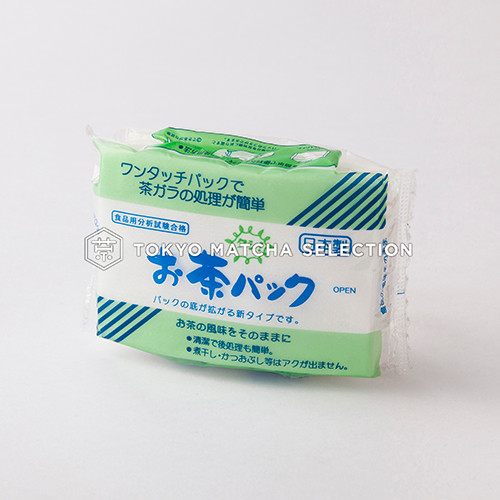 ワンタッチパックで
茶ガラの処理が簡単
食品用分析試験合格
日本製
茶 TOKYO MATCHA SELECTION
お茶パック
OPEN
パックの底が拡がる新タイプです。
お茶の風味をそのままに
●清潔で後処理も簡単。
●煮干し・かつおぶし等はアクが出ません。